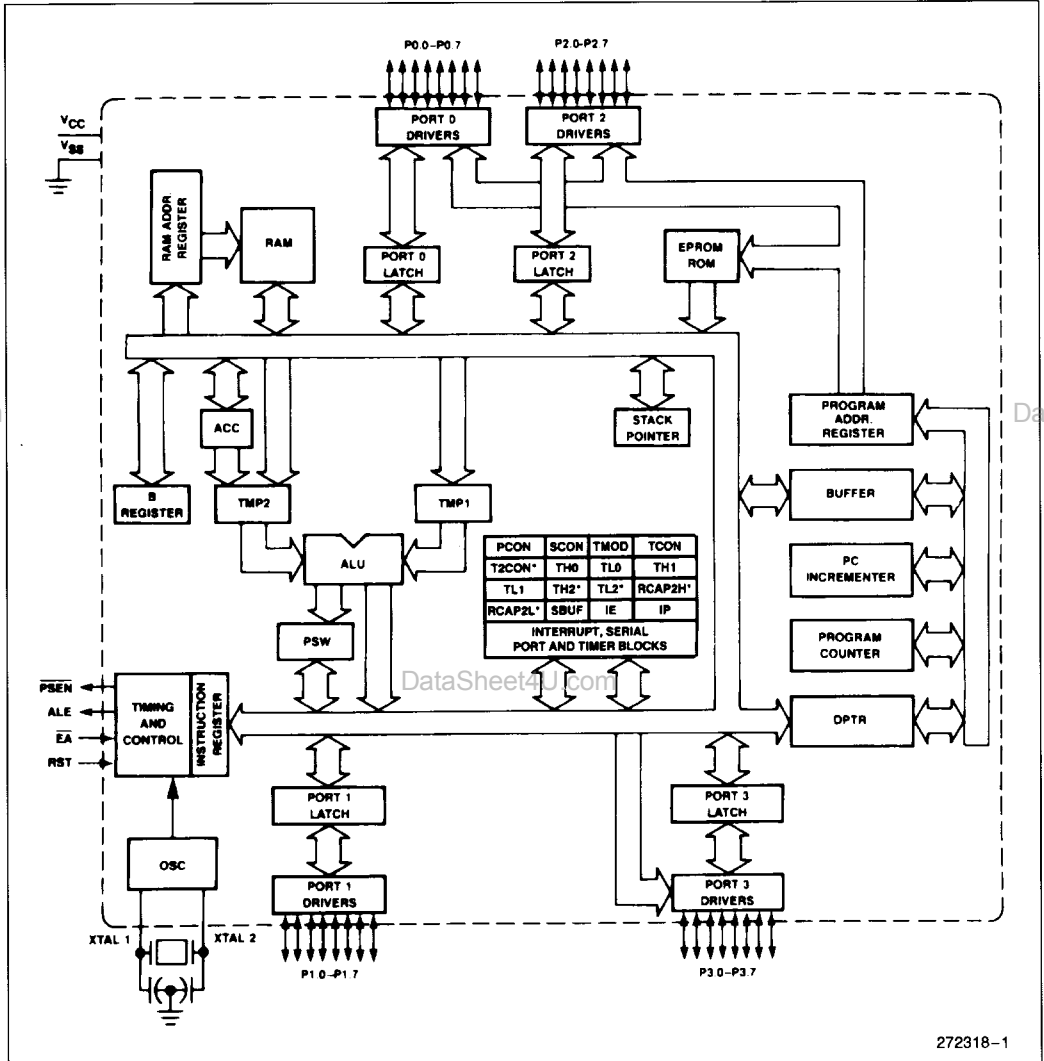 P0.0–P0.7
P2.0–P2.7
VCC
VSS
PORT 0
DRIVERS
PORT 2
DRIVERS
RAM ADDR
REGISTER
RAM
PORT 0
LATCH
PORT 2
LATCH
EPROM
ROM
ACC
STACK
POINTER
PROGRAM
ADDR.
REGISTER
Da
B
REGISTER
TMP2
TMP1
BUFFER
ALU
PCON SCON TMOD TCON
T2CON* TH0 TL0 TH1
TL1 TH2* TL2* RCAP2H*
RCAP2L* SBUF IE IP
INTERRUPT, SERIAL
PORT AND TIMER BLOCKS
PC
INCREMENTER
PSW
PROGRAM
COUNTER
DataSheet4U.com
PSEN
ALE
EA
RST
TIMING
AND
CONTROL
INSTRUCTION
REGISTER
DPTR
PORT 1
LATCH
PORT 3
LATCH
OSC
PORT 1
DRIVERS
PORT 3
DRIVERS
XTAL 1
XTAL 2
P1.0–P1.7
P3.0–P3.7
272318–1